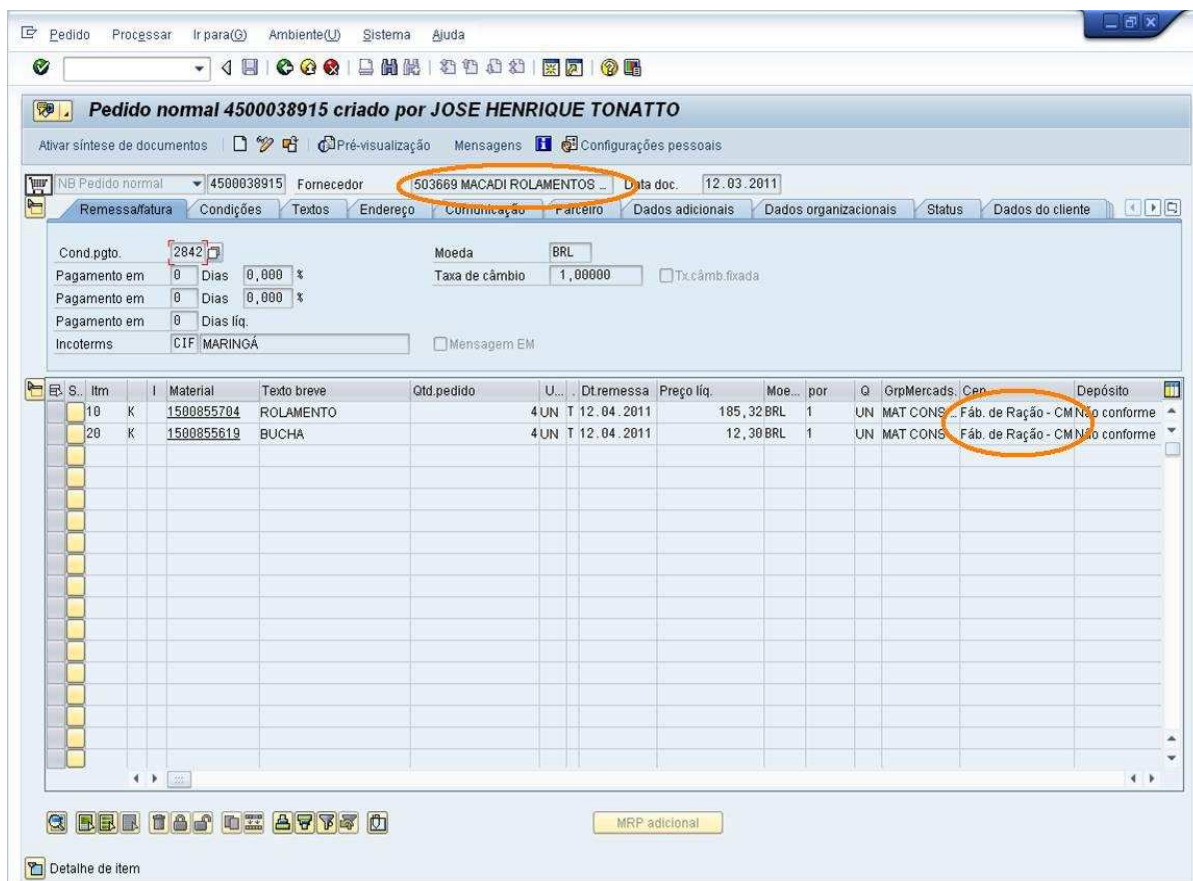 Pedido Processar Ir para(G) Ambiente(U) Sistema Ajuda
Pedido normal 4500038915 criado por JOSE HENRIQUE TONATTO
Ativar síntese de documentos Pré-visualização Mensagens Configurações pessoais
NB Pedido normal 4500038915 Fornecedor 503669 MACADI ROLAMENTOS ... Data doc. 12.03.2011
Remessa/fatura Condições Textos Endereço Comunicação Parceiro Dados adicionais Dados organizacionais Status Dados do cliente
Cond.pgto. 2842 Moeda BRL
Pagamento em 0 Dias 0,000 % Taxa de câmbio 1,00000 Tx.câmb.fixada
Pagamento em 0 Dias 0,000 %
Pagamento em 0 Dias líq.
Incoterms CIF MARINGÁ Mensagem EM
S.. Itm I Material Texto breve Qtd.pedido U... . Dt.remessa Preço líq. Moe... por Q GrpMercads. Cen... Depósito
10 K 1500855704 ROLAMENTO 4 UN T 12.04.2011 185,32 BRL 1 UN MAT CONS... Fáb. de Ração - CM Não conforme
20 K 1500855619 BUCHA 4 UN T 12.04.2011 12,30 BRL 1 UN MAT CONS... Fáb. de Ração - CM Não conforme
MRP adicional
Detalhe de item